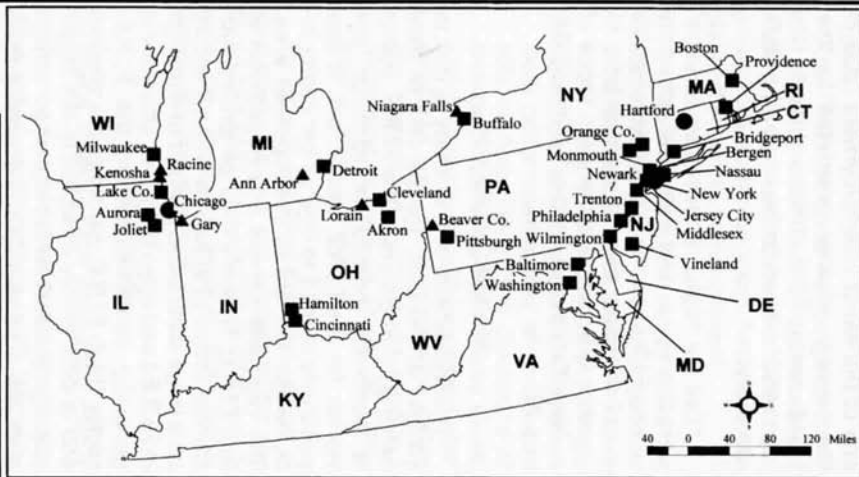 Boston
Providence
MA
RI
CT
Niagara Falls
Buffalo
NY
Hartford
Orange Co.
Monmouth
Bridgeport
Bergen
Newark
Nassau
New York
Jersey City
Middlesex
Trenton
Philadelphia
NJ
Wilmington
Vineland
WI
Milwaukee
Racine
Kenosha
Lake Co.
Chicago
Aurora
Joliet
Gary
MI
Ann Arbor
Detroit
Cleveland
Lorain
Akron
PA
Beaver Co.
Pittsburgh
Baltimore
Washington
OH
Hamilton
Cincinnati
IL
IN
WV
VA
KY
DE
MD
40 0 40 80 120 Miles